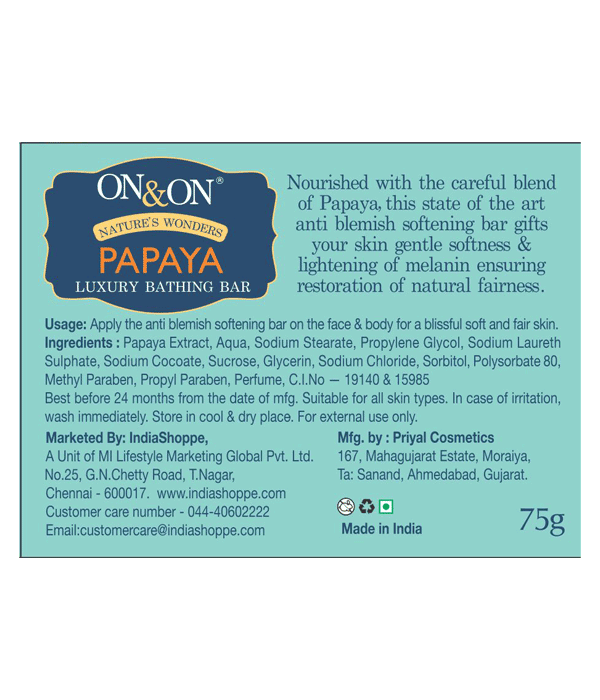 ON&ON®
NATURE'S WONDERS
PAPAYA
LUXURY BATHING BAR
Nourished with the careful blend
of Papaya, this state of the art
anti blemish softening bar gifts
your skin gentle softness &
lightening of melanin ensuring
restoration of natural fairness.
Usage: Apply the anti blemish softening bar on the face & body for a blissful soft and fair skin.
Ingredients : Papaya Extract, Aqua, Sodium Stearate, Propylene Glycol, Sodium Laureth
Sulphate, Sodium Cocoate, Sucrose, Glycerin, Sodium Chloride, Sorbitol, Polysorbate 80,
Methyl Paraben, Propyl Paraben, Perfume, C.I.No – 19140 & 15985
Best before 24 months from the date of mfg. Suitable for all skin types. In case of irritation,
wash immediately. Store in cool & dry place. For external use only.
Marketed By: IndiaShoppe,
A Unit of MI Lifestyle Marketing Global Pvt. Ltd.
No.25, G.N.Chetty Road, T.Nagar,
Chennai - 600017. www.indiashoppe.com
Customer care number - 044-40602222
Email:customercare@indiashoppe.com
Mfg. by : Priyal Cosmetics
167, Mahagujarat Estate, Moraiya,
Ta: Sanand, Ahmedabad, Gujarat.
Made in India
75g